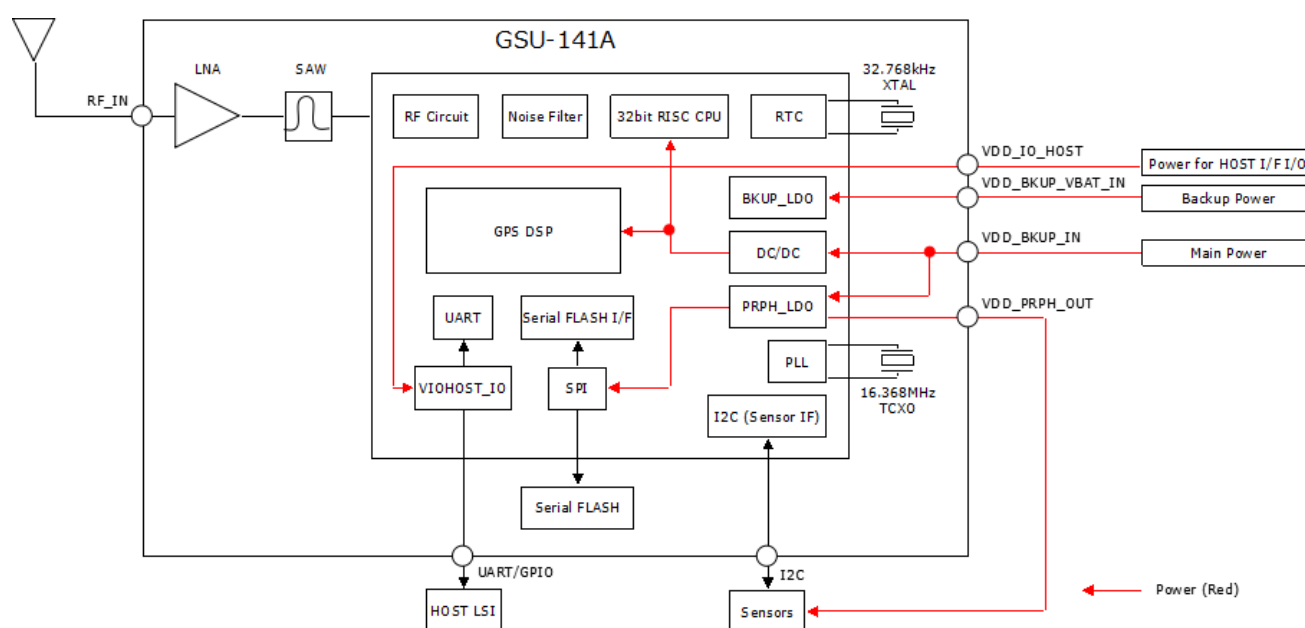 GSU-141A
LNA
SAW
32.768kHz
XTAL
RF_IN
RF Circuit
Noise Filter
32bit RISC CPU
RTC
VDD_IO_HOST
Power for HOST I/F I/O
VDD_BKUP_VBAT_IN
BKUP_LDO
Backup Power
GPS DSP
VDD_BKUP_IN
DC/DC
Main Power
UART
Serial FLASH I/F
PRPH_LDO
VDD_PRPH_OUT
PLL
VIOHOST_IO
SPI
16.368MHz
TCXO
I2C (Sensor IF)
Serial FLASH
UART/GPIO
I2C
HOST LSI
Sensors
Power (Red)